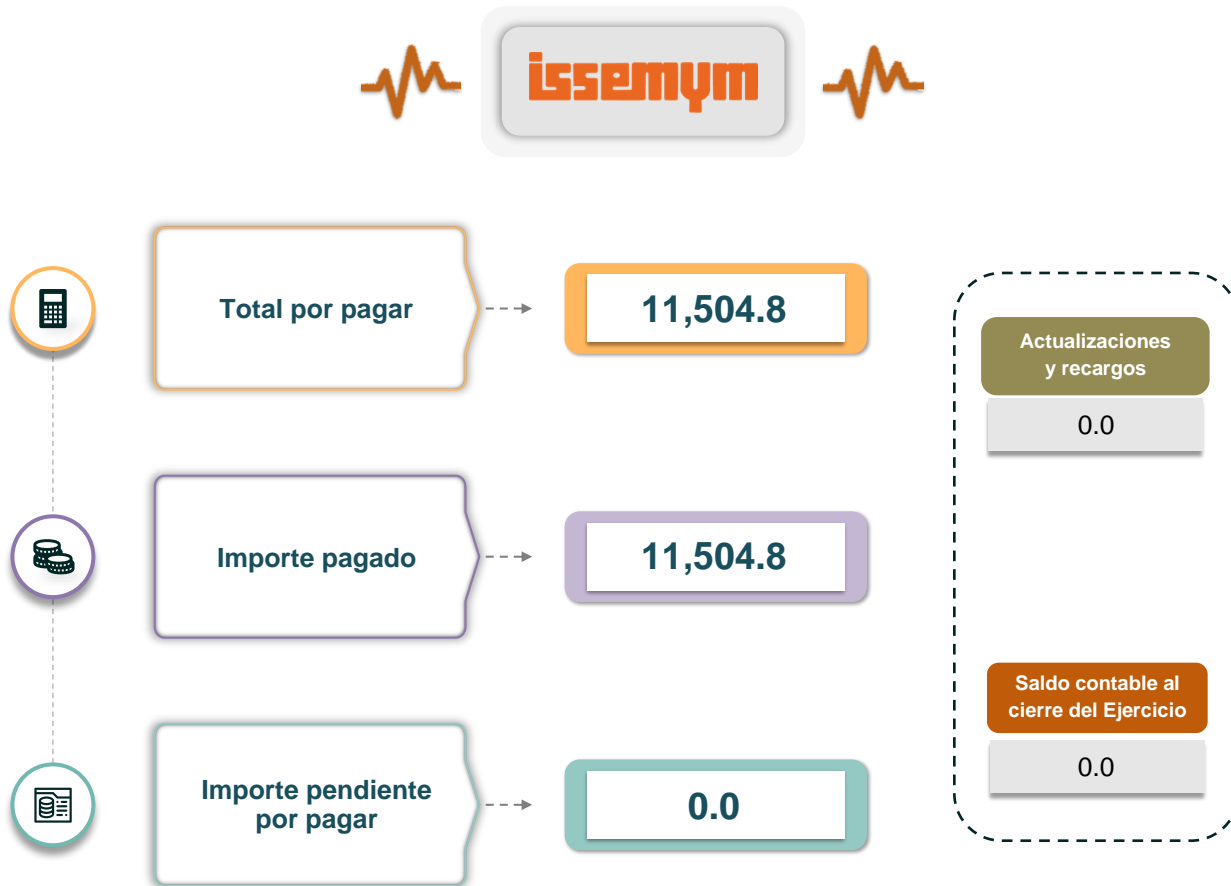 issemym
Total por pagar
11,504.8
Importe pagado
11,504.8
Importe pendiente
por pagar
0.0
Actualizaciones
y recargos
0.0
Saldo contable al
cierre del Ejercicio
0.0